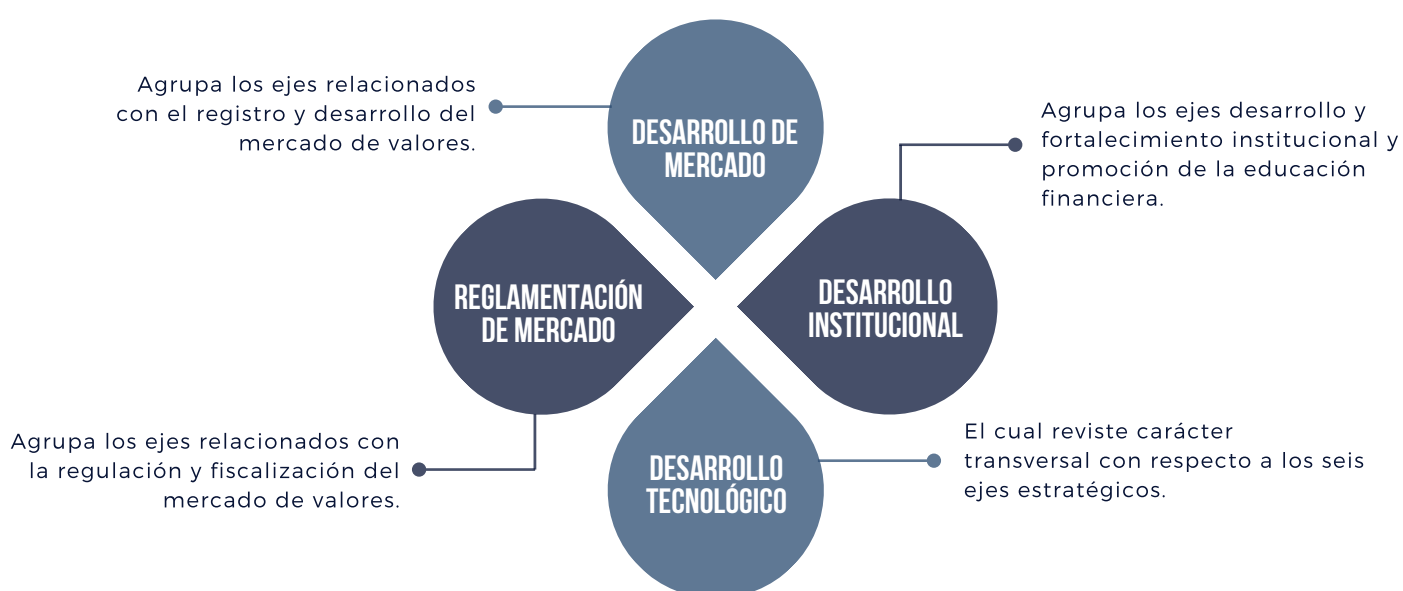 Agrupa los ejes relacionados
con el registro y desarrollo del
mercado de valores.
DESARROLLO DE
MERCADO
Agrupa los ejes desarrollo y
fortalecimiento institucional y
promoción de la educación
financiera.
REGLAMENTACIÓN
DE MERCADO
DESARROLLO
INSTITUCIONAL
Agrupa los ejes relacionados con
la regulación y fiscalización del
mercado de valores.
DESARROLLO
TECNOLÓGICO
El cual reviste carácter
transversal con respecto a los seis
ejes estratégicos.